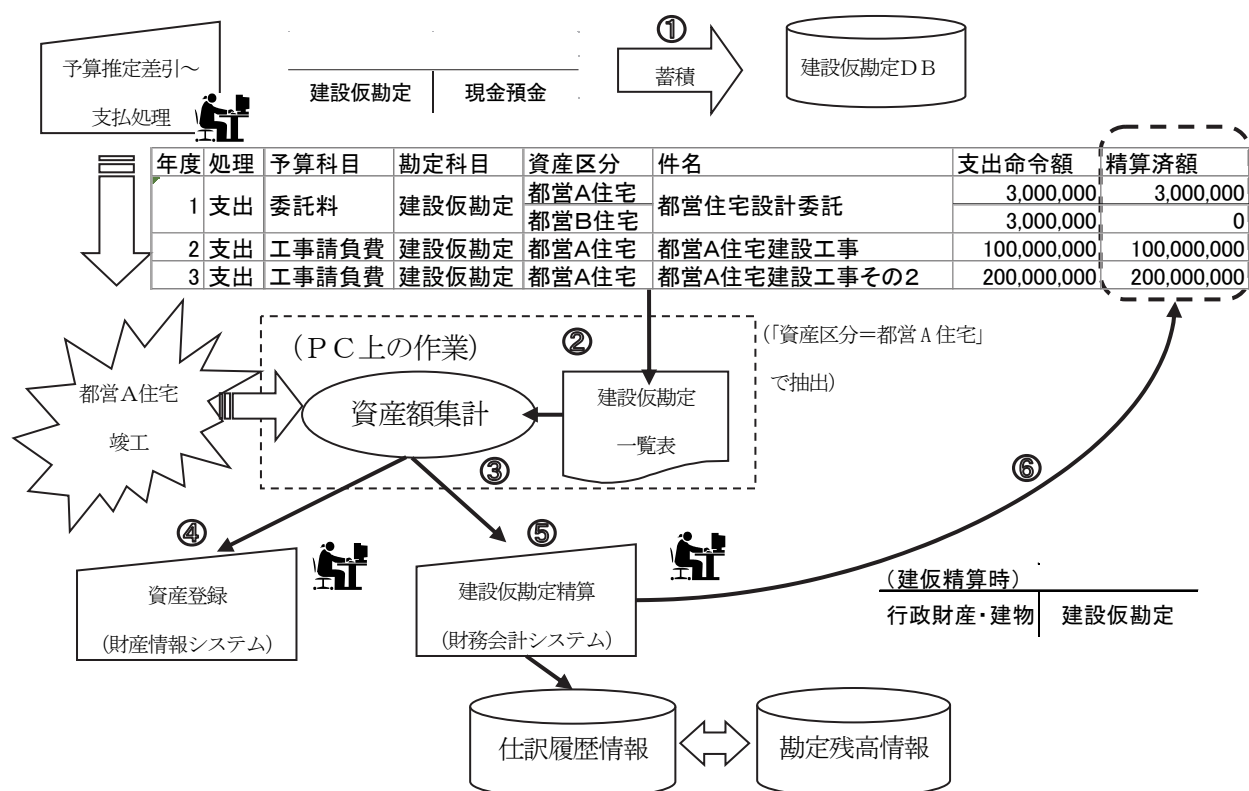 予算推定差引～
支払処理
建設仮勘定 現金預金
①
蓄積
建設仮勘定ＤＢ
年度 処理 予算科目 勘定科目 資産区分 件名 支出命令額 精算済額
1 支出 委託料 建設仮勘定 都営Ａ住宅 都営住宅設計委託 3,000,000 3,000,000
都営Ｂ住宅 3,000,000 0
2 支出 工事請負費 建設仮勘定 都営Ａ住宅 都営Ａ住宅建設工事 100,000,000 100,000,000
3 支出 工事請負費 建設仮勘定 都営Ａ住宅 都営Ａ住宅建設工事その２ 200,000,000 200,000,000
（ＰＣ上の作業）
②
（「資産区分＝都営Ａ住宅」
で抽出）
都営Ａ住宅
竣工
資産額集計
建設仮勘定
一覧表
③
⑥
④
⑤
資産登録
（財産情報システム）
建設仮勘定精算
（財務会計システム）
（建仮精算時）
行政財産・建物 建設仮勘定
仕訳履歴情報
勘定残高情報